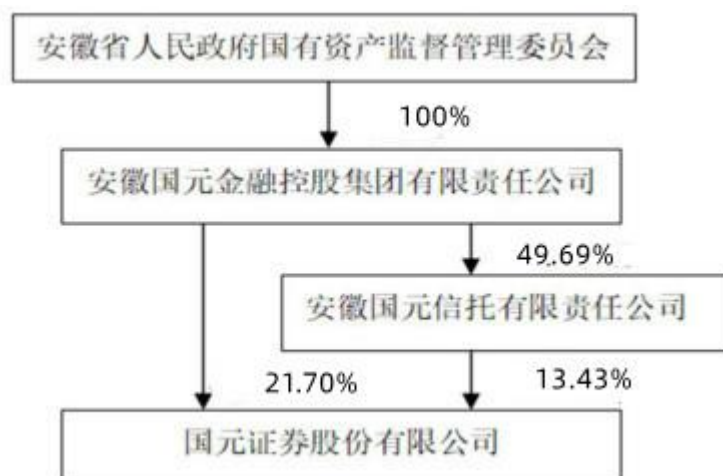 安徽省人民政府国有资产监督管理委员会
100%
安徽国元金融控股集团有限责任公司
49.69%
安徽国元信托有限责任公司
21.70%
13.43%
国元证券股份有限公司